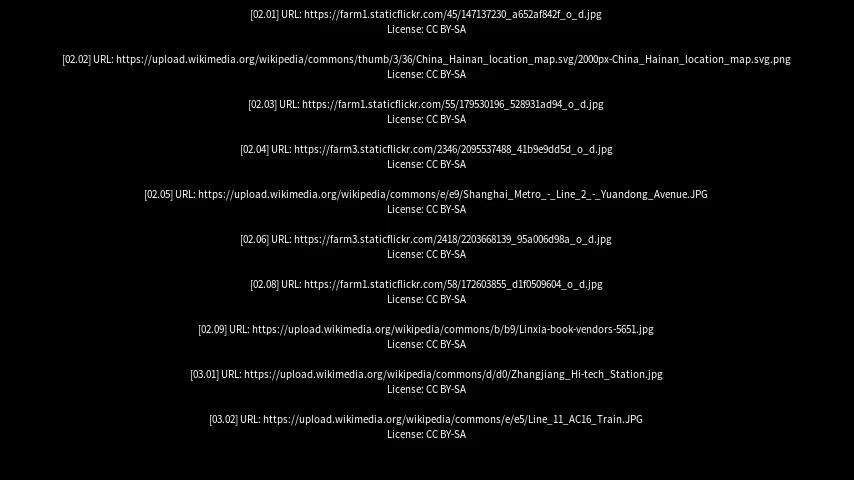 [02.01] URL: https://farm1.staticflickr.com/45/147137230_a652af842f_o_d.jpg
License: CC BY-SA
[02.02] URL: https://upload.wikimedia.org/wikipedia/commons/thumb/3/36/China_Hainan_location_map.svg/2000px-China_Hainan_location_map.svg.png
License: CC BY-SA
[02.03] URL: https://farm1.staticflickr.com/55/179530196_528931ad94_o_d.jpg
License: CC BY-SA
[02.04] URL: https://farm3.staticflickr.com/2346/2095537488_41b9e9dd5d_o_d.jpg
License: CC BY-SA
[02.05] URL: https://upload.wikimedia.org/wikipedia/commons/e/e9/Shanghai_Metro_-_Line_2_-_Yuandong_Avenue.JPG
License: CC BY-SA
[02.06] URL: https://farm3.staticflickr.com/2418/2203668139_95a006d98a_o_d.jpg
License: CC BY-SA
[02.08] URL: https://farm1.staticflickr.com/58/172603855_d1f0509604_o_d.jpg
License: CC BY-SA
[02.09] URL: https://upload.wikimedia.org/wikipedia/commons/b/b9/Linxia-book-vendors-5651.jpg
License: CC BY-SA
[03.01] URL: https://upload.wikimedia.org/wikipedia/commons/d/d0/Zhangjiang_Hi-tech_Station.jpg
License: CC BY-SA
[03.02] URL: https://upload.wikimedia.org/wikipedia/commons/e/e5/Line_11_AC16_Train.JPG
License: CC BY-SA